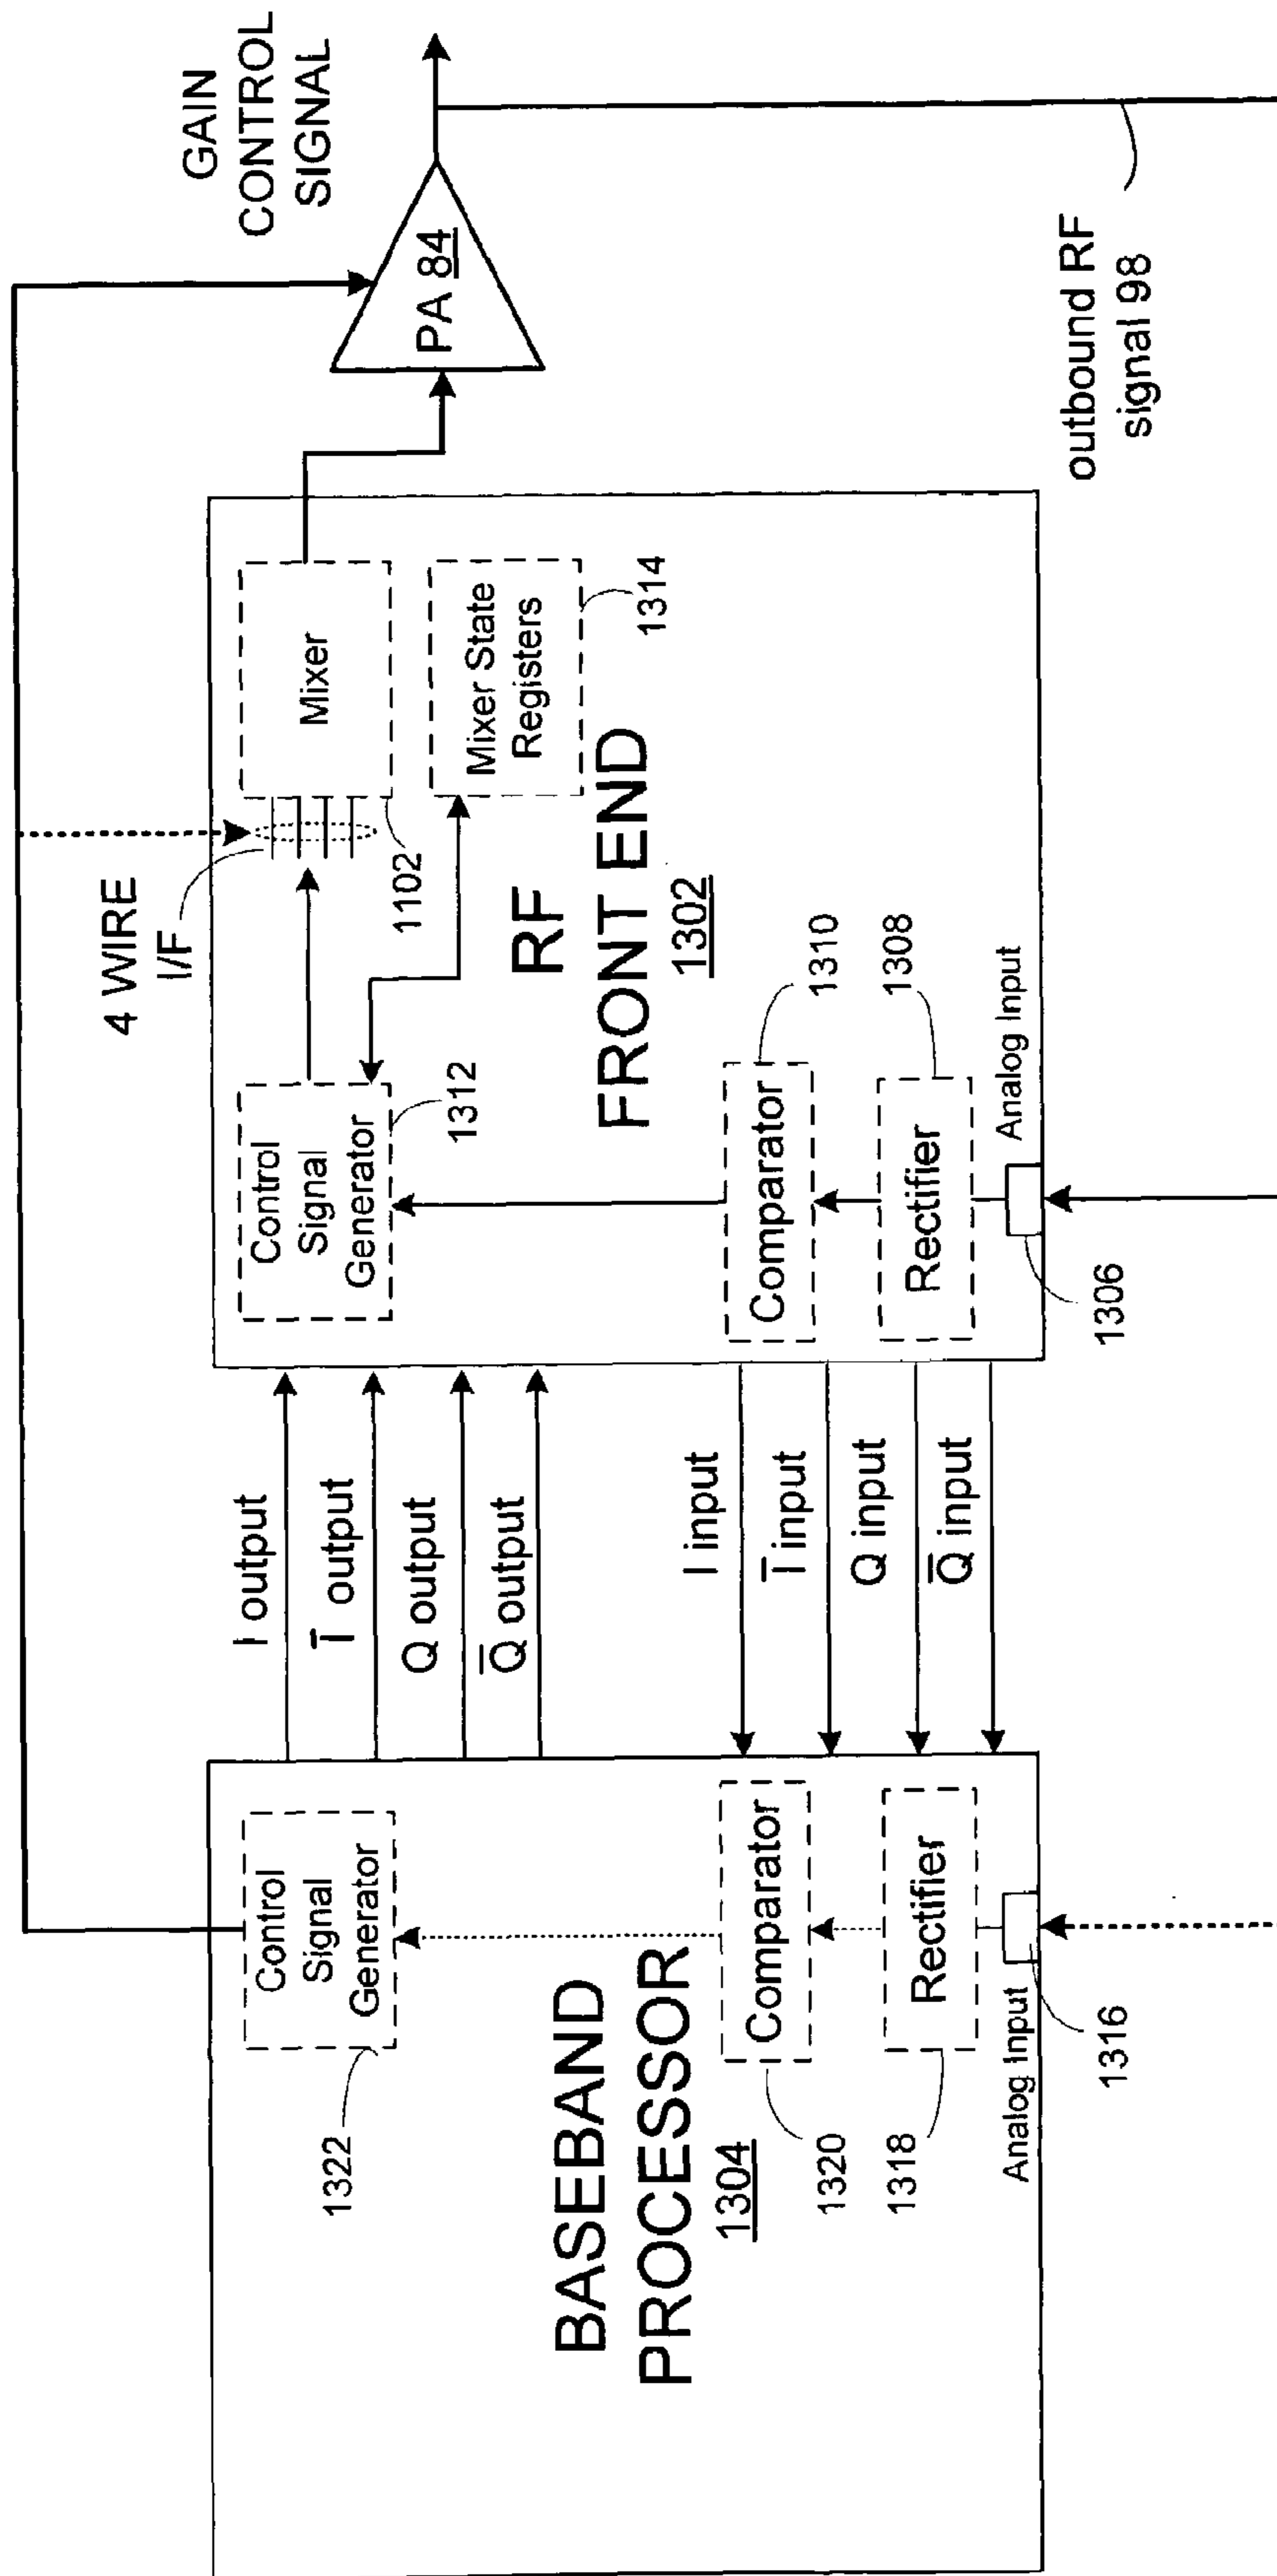 GAIN
CONTROL
SIGNAL
PA 84
outbound RF
signal 98
4 WIRE
I/F
Mixer
1102
Mixer State
Registers
1314
Control
Signal
Generator
1312
RF
FRONT END
1302
Comparator
1310
Rectifier
1308
Analog Input
1306
I output
I̅ output
Q output
Q̅ output
I input
I̅ input
Q input
Q̅ input
Control
Signal
Generator
1322
BASEBAND
PROCESSOR
1304
Comparator
1320
Rectifier
1318
Analog Input
1316